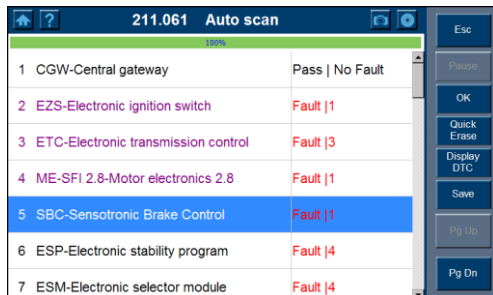 ? 211.061 Auto scan
100%
1 CGW-Central gateway Pass | No Fault
2 EZS-Electronic ignition switch Fault |1
3 ETC-Electronic transmission control Fault |3
4 ME-SFI 2.8-Motor electronics 2.8 Fault |1
5 SBC-Sensotronic Brake Control Fault |1
6 ESP-Electronic stability program Fault |4
7 ESM-Electronic selector module Fault |4
Esc
Pause
OK
Quick
Erase
Display
DTC
Save
Pg Up
Pg Dn